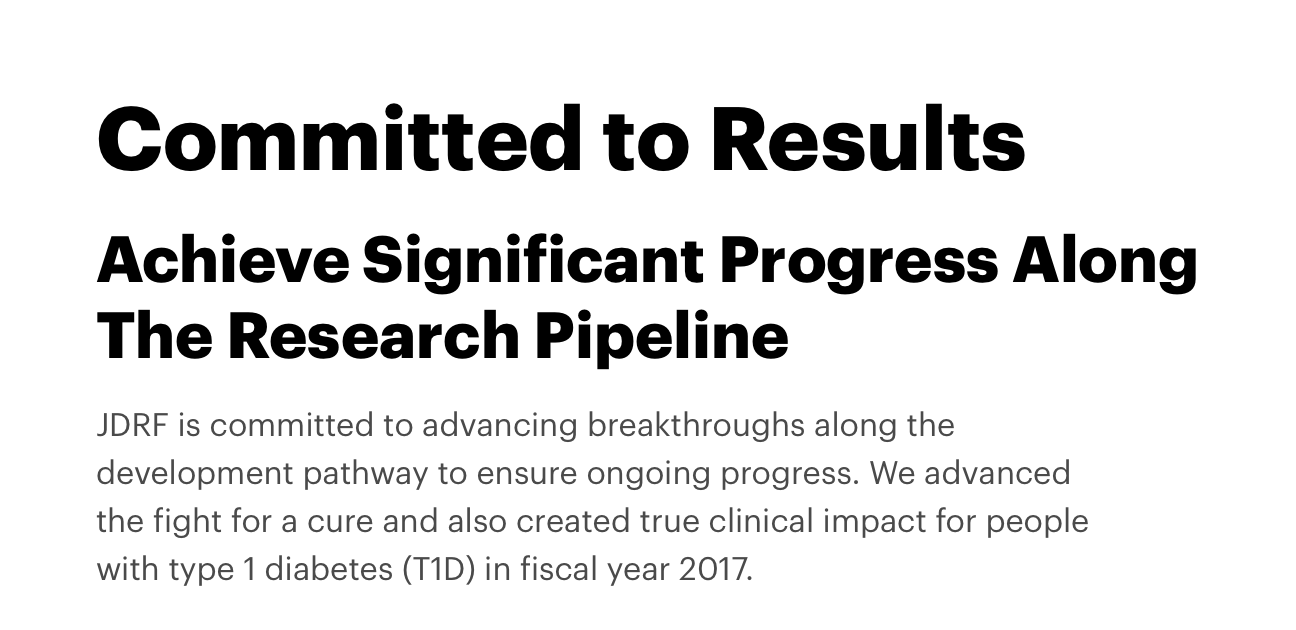 Committed to Results
Achieve Significant Progress Along
The Research Pipeline
JDRF is committed to advancing breakthroughs along the
development pathway to ensure ongoing progress. We advanced
the fight for a cure and also created true clinical impact for people
with type 1 diabetes (T1D) in fiscal year 2017.